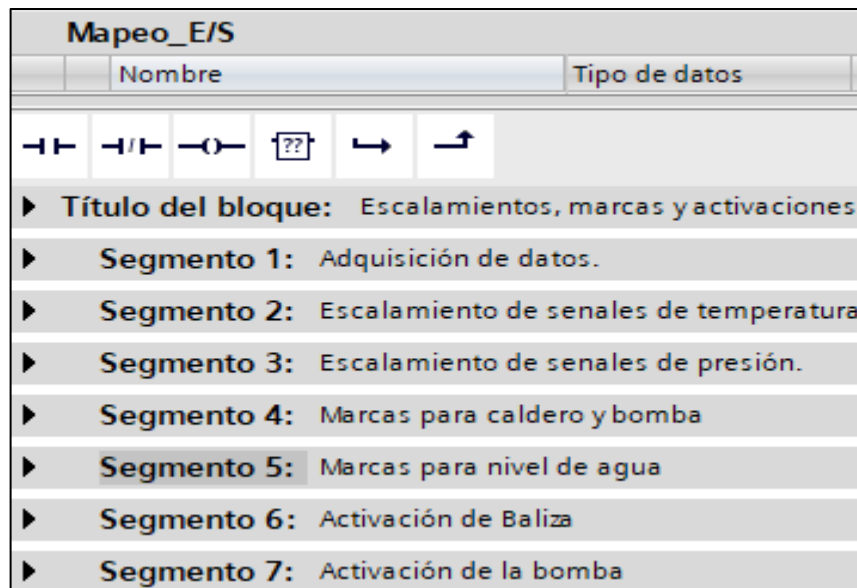 Mapeo_E/S
Nombre Tipo de datos
??
Título del bloque: Escalamientos, marcas y activaciones
Segmento 1: Adquisición de datos.
Segmento 2: Escalamiento de senales de temperatura
Segmento 3: Escalamiento de senales de presión.
Segmento 4: Marcas para caldero y bomba
Segmento 5: Marcas para nivel de agua
Segmento 6: Activación de Baliza
Segmento 7: Activación de la bomba